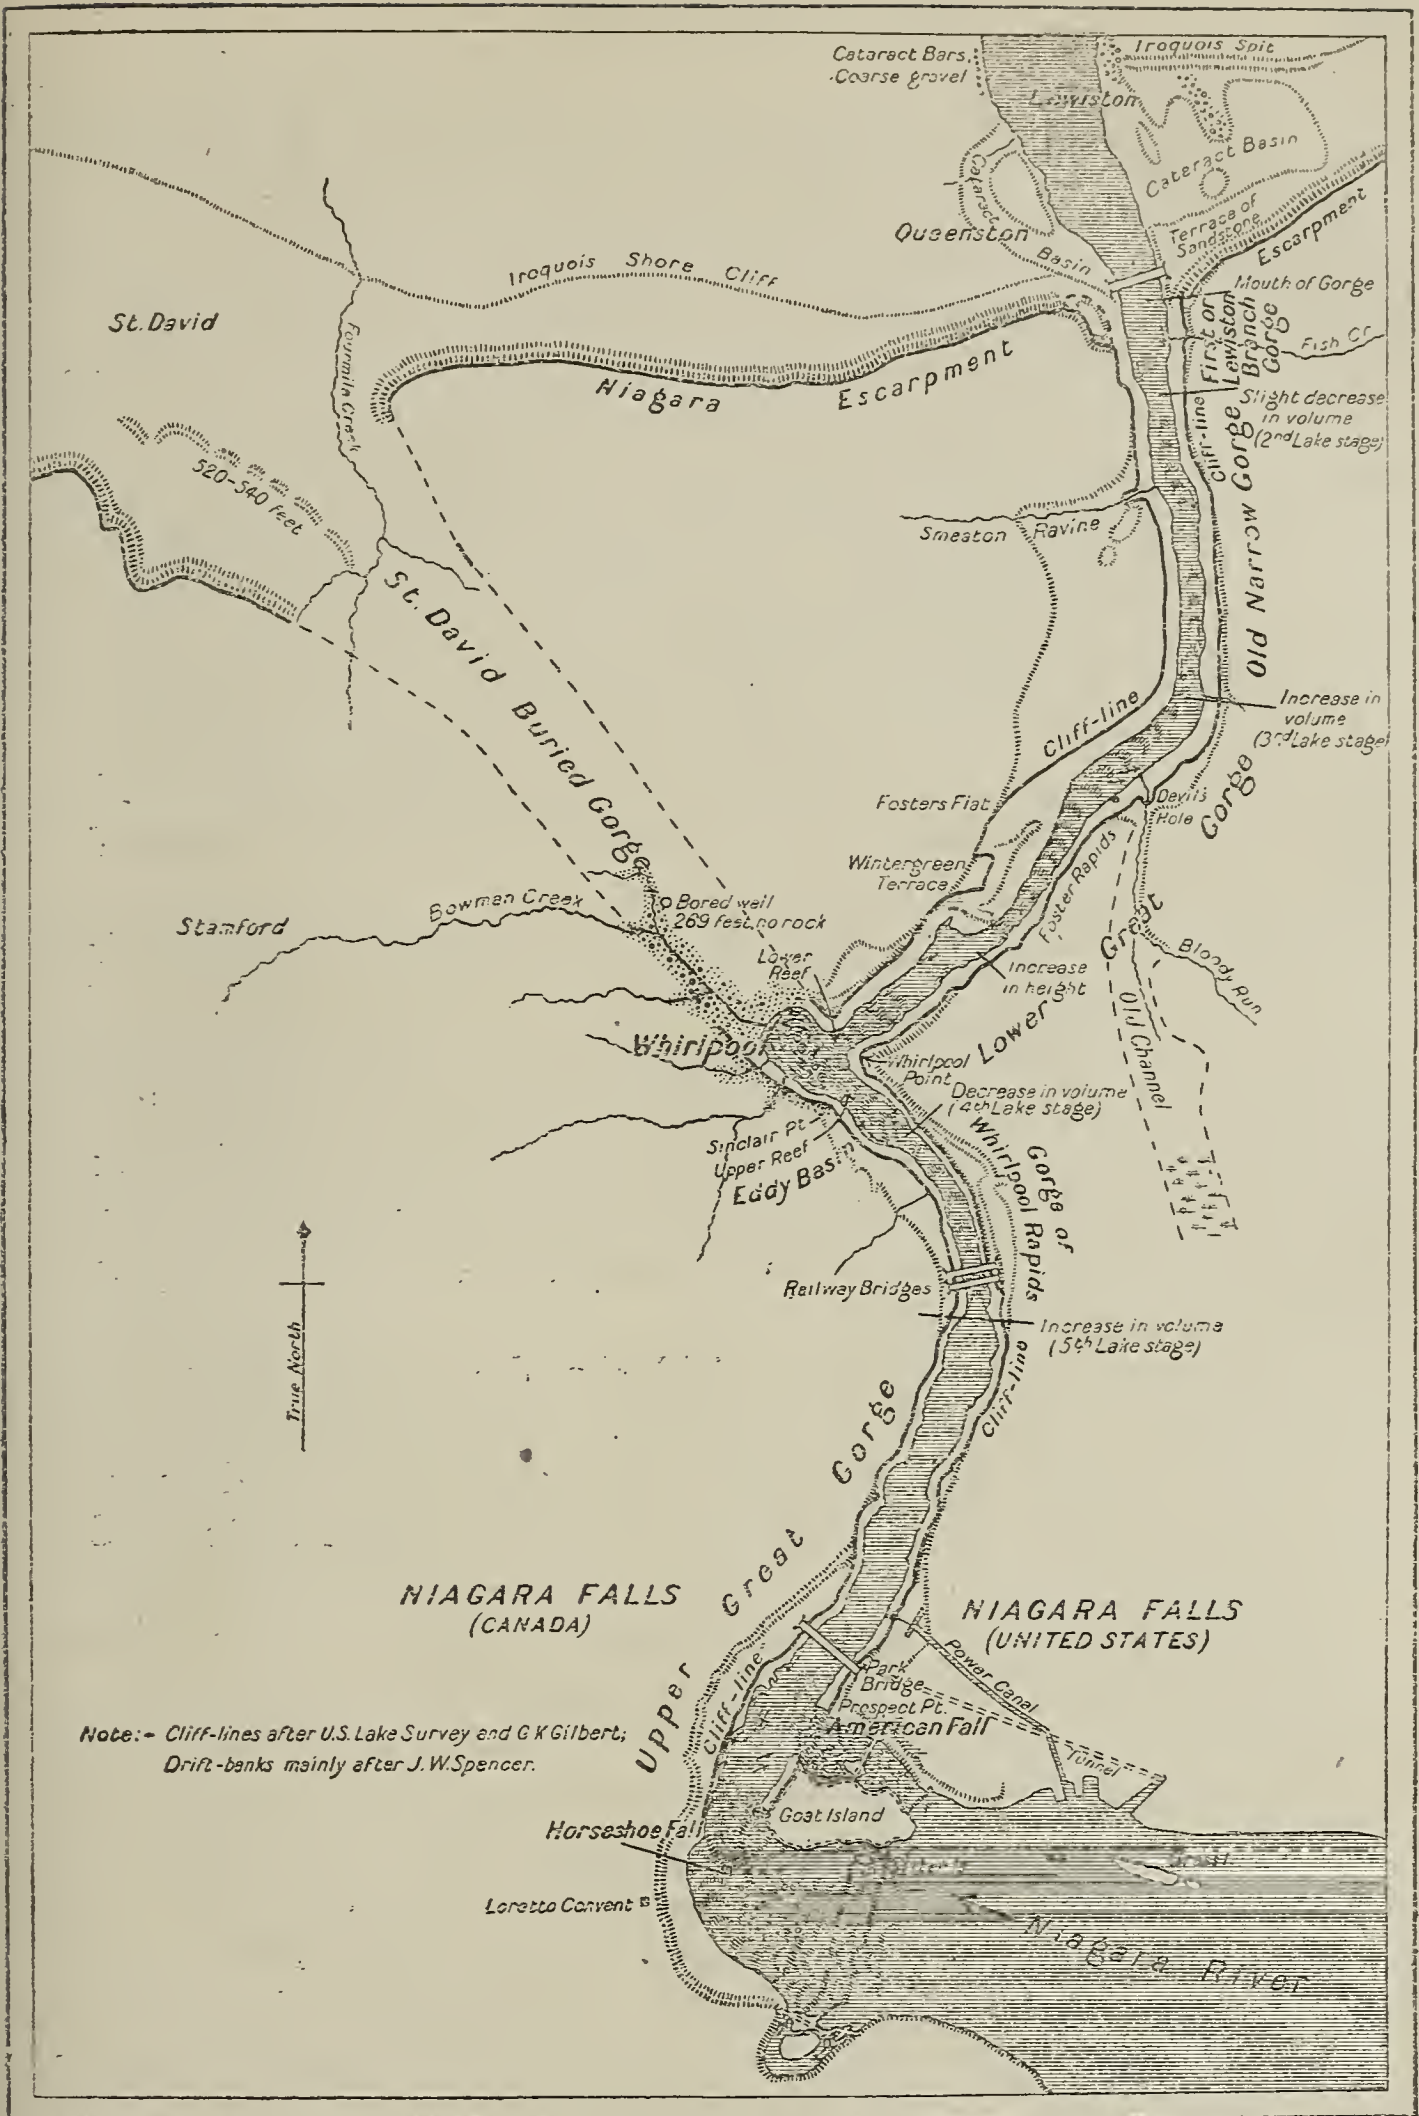 Cataract Bars,
Coarse gravel
Iroquois Spit
Lewiston
Cataract Basin
Cataract
Basin
Queenston
Terrace of
Sandstone
Escarpment
Mouth of Gorge
First or
Lewiston
Branch
Gorge
Fish Cr.
Iroquois Shore Cliff
St. David
Fourmile Creek
Niagara Escarpment
Slight decrease
in volume
(2nd Lake stage)
Cliff-line
Old Narrow Gorge
520-540 feet
Smeaton Ravine
St. David Buried Gorge
Increase in
volume
(3rd Lake stage)
Cliff-line
Fosters Flat
Devil's
Hole
Wintergreen
Terrace
Foster Rapids
Lower Great Gorge
Bowman Creek
Stamford
Bored well
269 feet, no rock
Lower
Reef
Increase
in height
Bloody Run
Old Channel
Whirlpool
Whirlpool
Point
Decrease in volume
(4th Lake stage)
Sinclair Pt.
Upper Reef
Eddy Basin
Gorge of
Whirlpool Rapids
Railway Bridges
Increase in volume
(5th Lake stage)
True North
Cliff-line
Upper Great Gorge
NIAGARA FALLS
(CANADA)
NIAGARA FALLS
(UNITED STATES)
Cliff-line
Park
Bridge
Power Canal
Prospect Pt.
American Fall
Tunnel
Note:- Cliff-lines after U.S. Lake Survey and G K Gilbert;
Drift-banks mainly after J. W. Spencer.
Goat Island
Horseshoe Fall
Loretto Convent
Niagara River